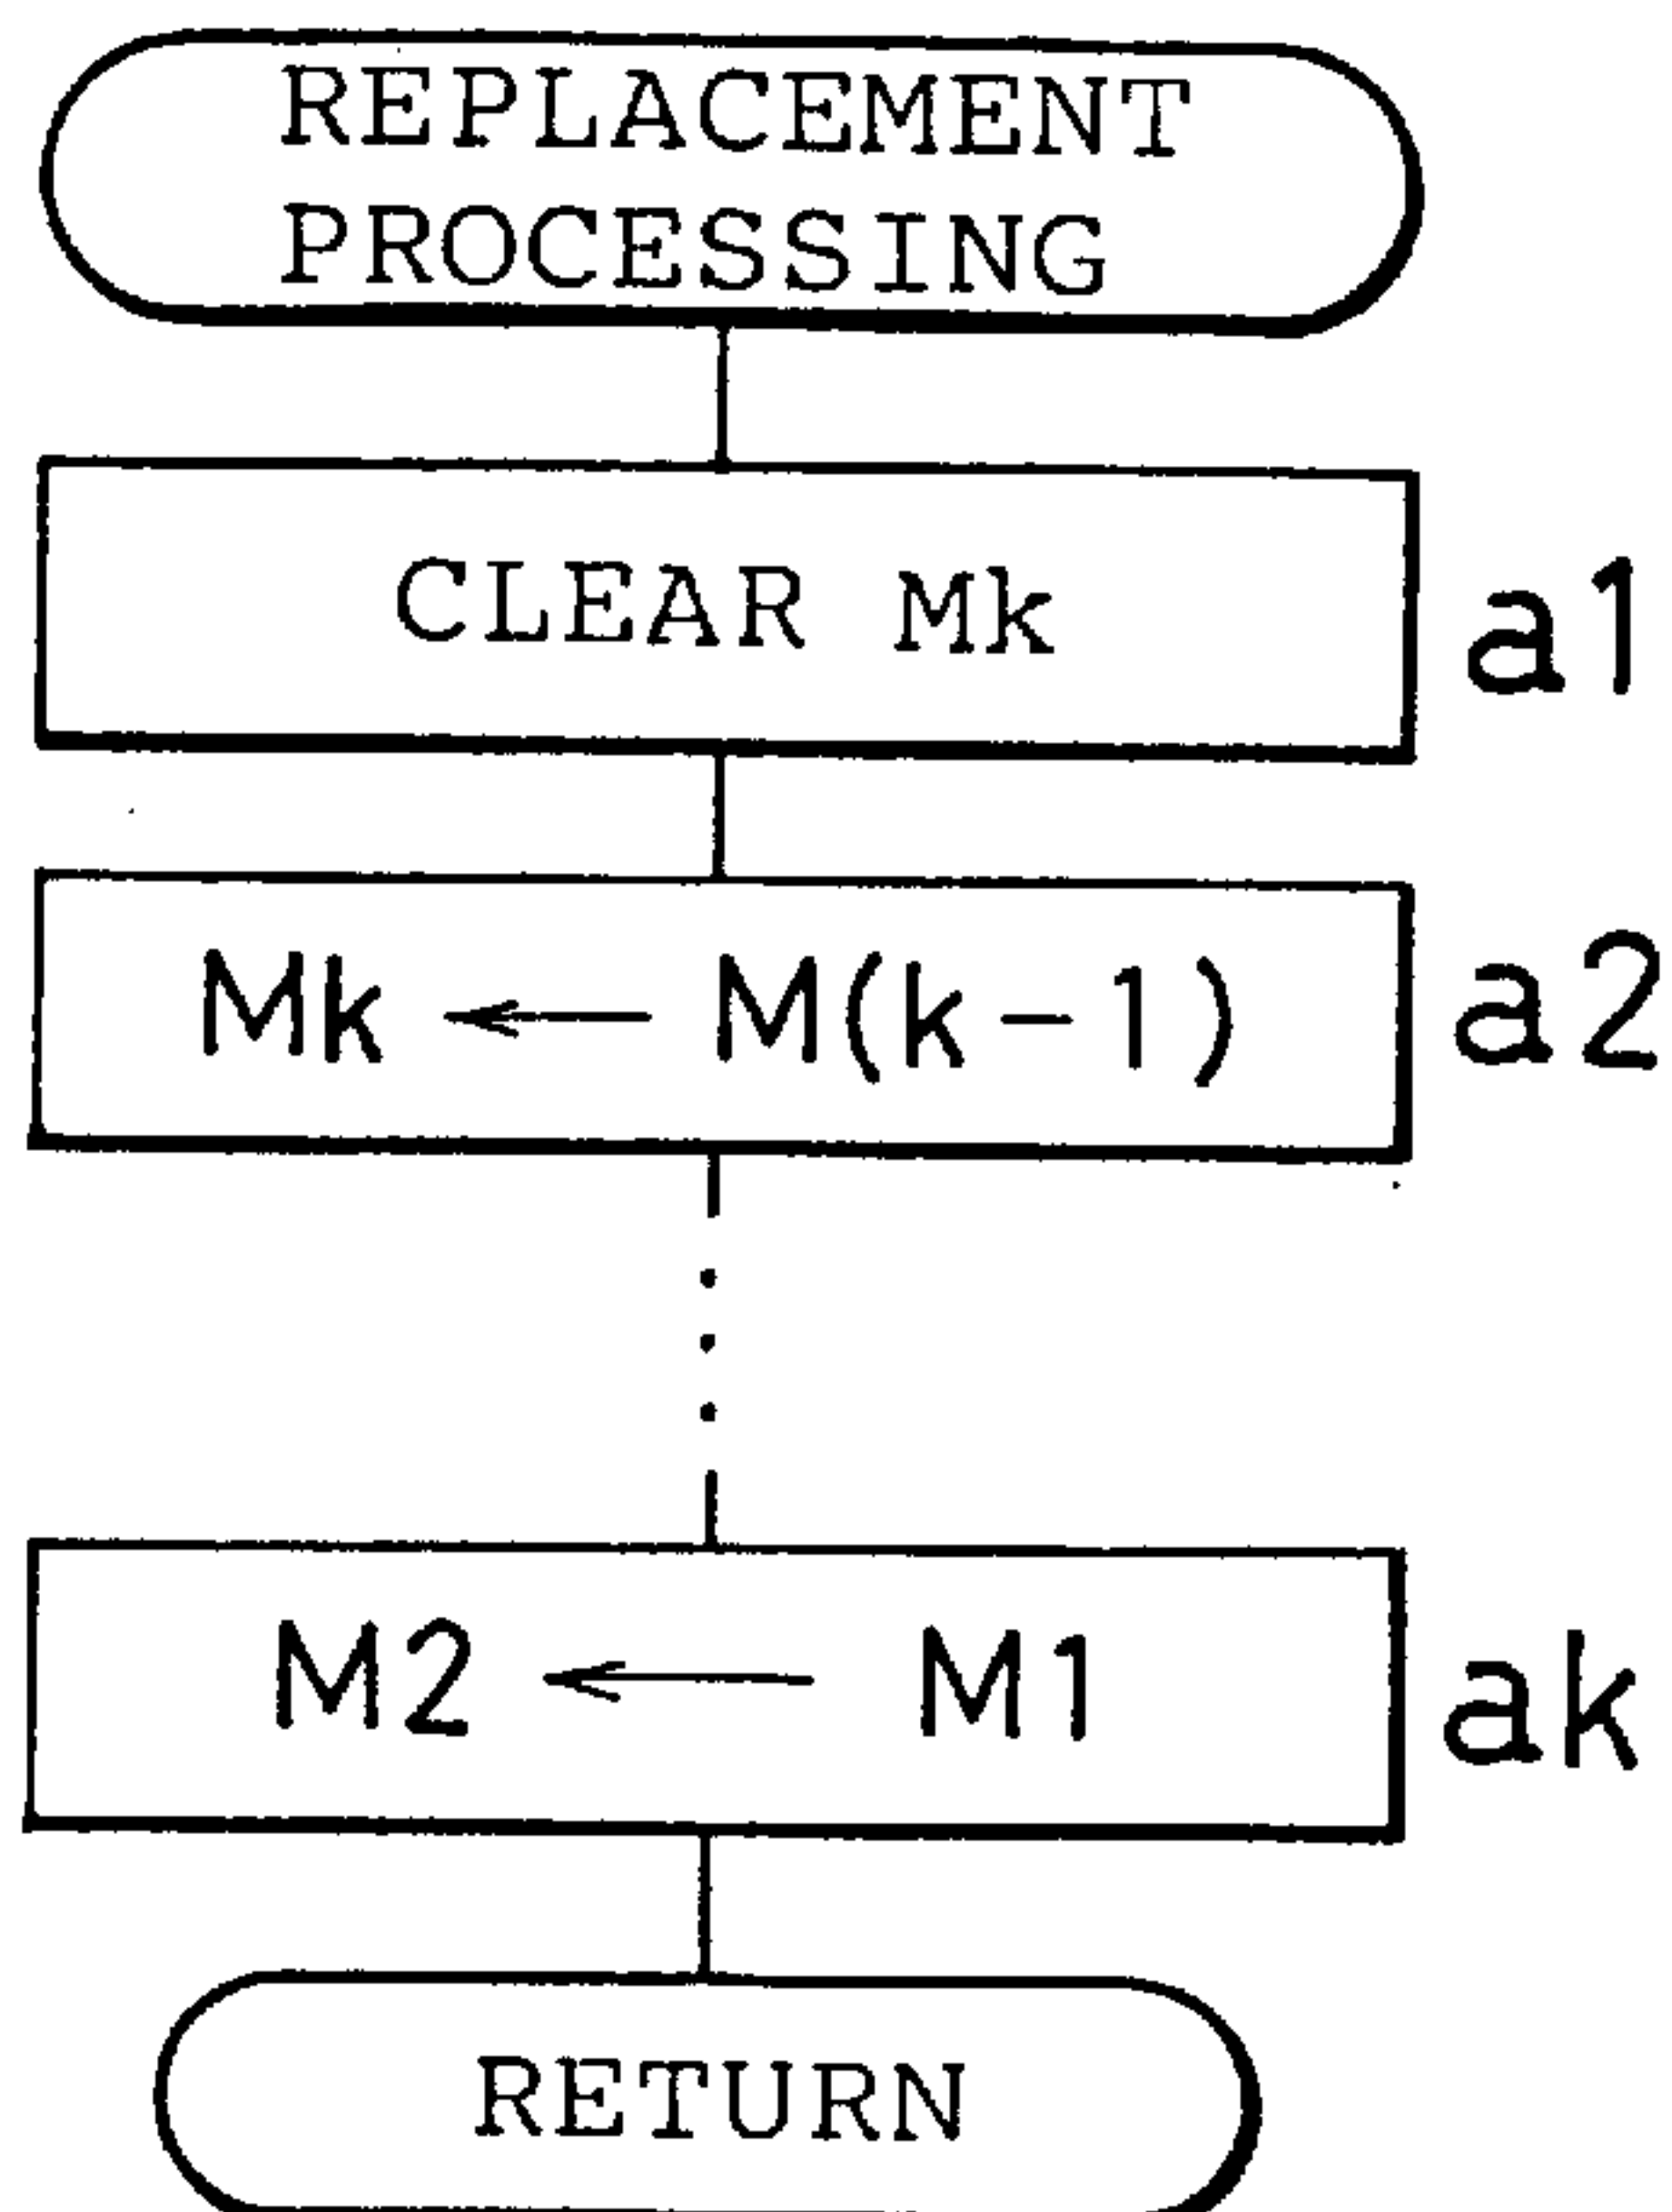 REPLACEMENT
PROCESSING
CLEAR Mk
a1
Mk ← M(k-1)
a2
M2 ← M1
ak
RETURN